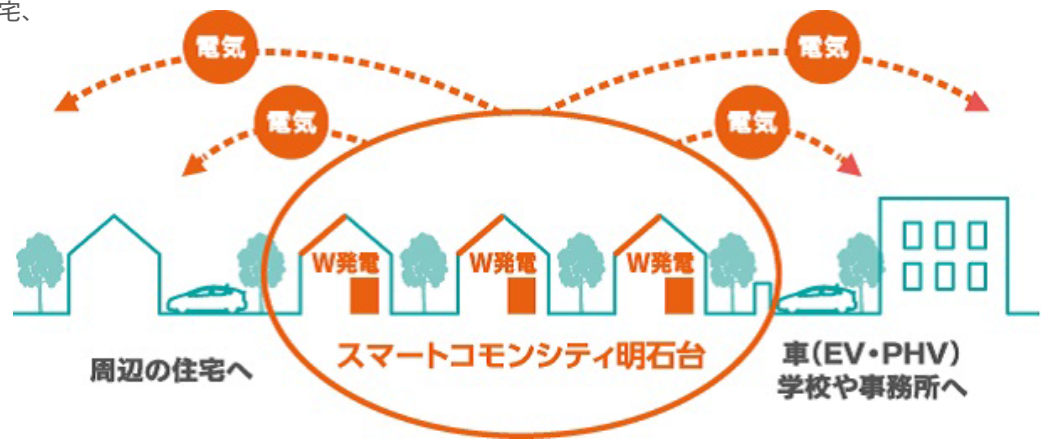 宅、
電気
電気
電気
電気
W発電
W発電
W発電
スマートコモンシティ明石台
周辺の住宅へ
車(EV・PHV)
学校や事務所へ